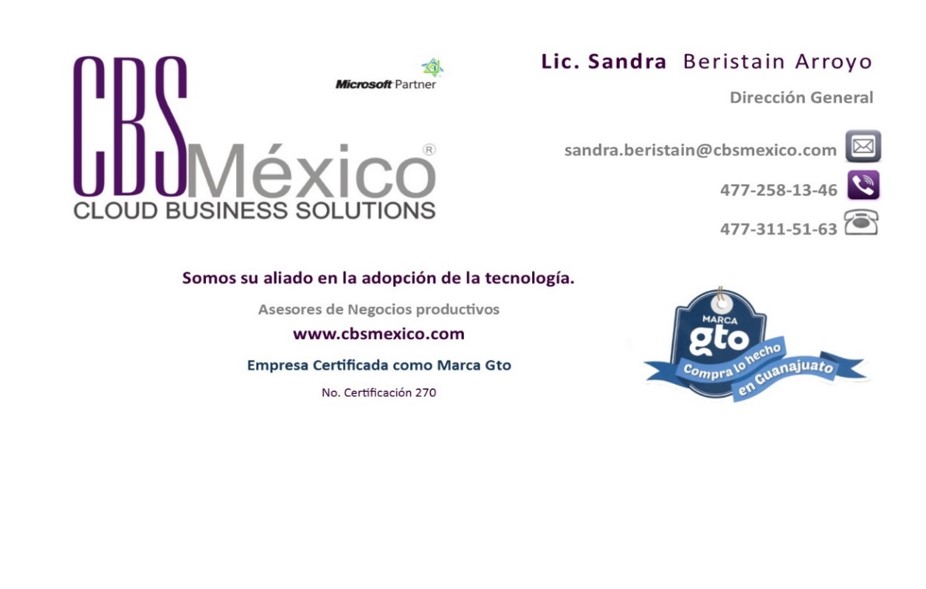 CBS México®
CLOUD BUSINESS SOLUTIONS
Microsoft Partner
Lic. Sandra Beristain Arroyo
Dirección General
sandra.beristain@cbsmexico.com
477-258-13-46
477-311-51-63
Somos su aliado en la adopción de la tecnología.
Asesores de Negocios productivos
www.cbsmexico.com
Empresa Certificada como Marca Gto
No. Certificación 270
MARCA
gto
Compra lo hecho
en Guanajuato